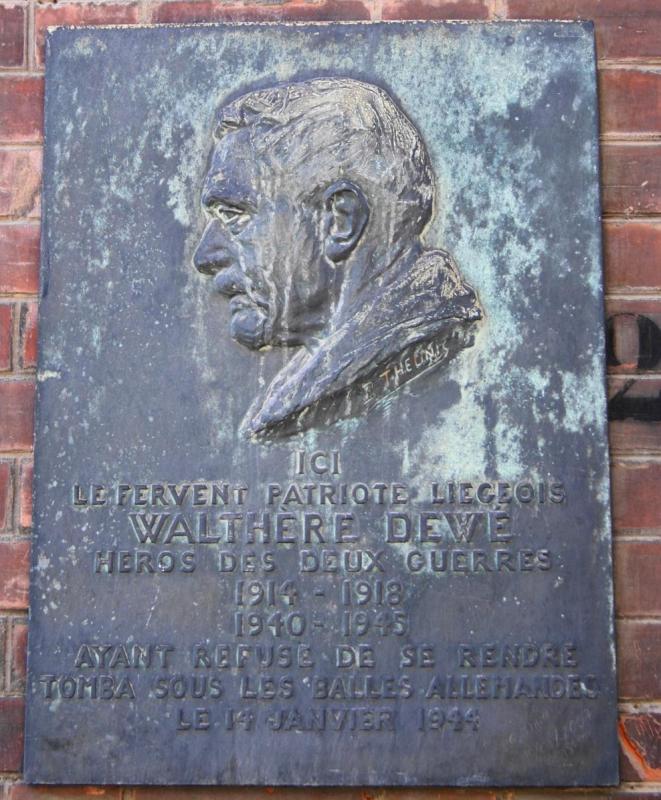 P. THEUNIS
ICI
LE FERVENT PATRIOTE LIEGEOIS
WALTHÈRE DEWÉ
HEROS DES DEUX GUERRES
1914 - 1918
1940 - 1945
AYANT REFUSE DE SE RENDRE
TOMBA SOUS LES BALLES ALLEMANDES
LE 14 JANVIER 1944